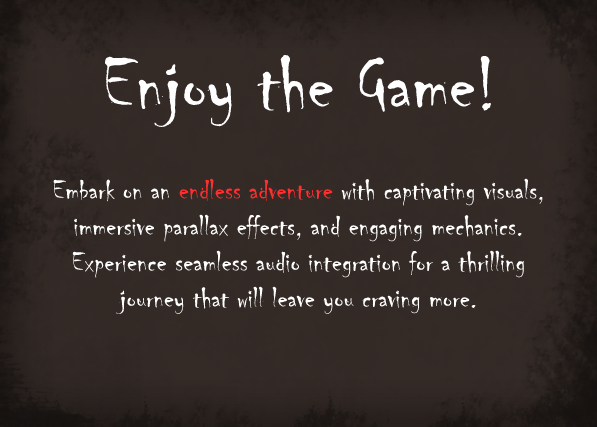 Enjoy the Game!
Embark on an endless adventure with captivating visuals,
immersive parallax effects, and engaging mechanics.
Experience seamless audio integration for a thrilling
journey that will leave you craving more.